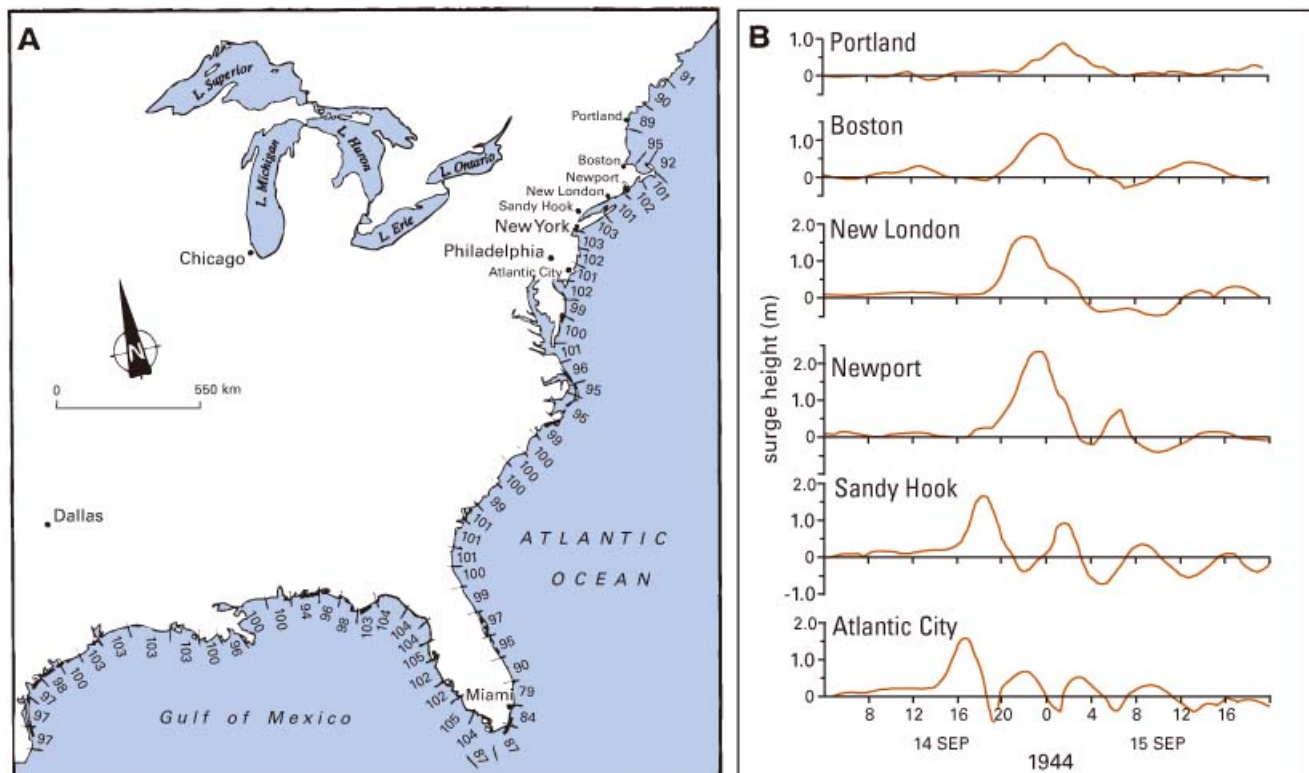 A
L. Superior
L. Michigan
L. Huron
L. Ontario
L. Erie
Chicago
Portland
Boston
Newport
New London
Sandy Hook
New York
Philadelphia
Atlantic City
N
0 550 km
Dallas
Miami
ATLANTIC
OCEAN
Gulf of Mexico
91
90
89
95
92
101
102
101
103
103
102
101
102
99
100
101
96
95
95
99
100
100
99
101
101
101
100
99
97
96
90
79
84
87
87
104
105
102
102
105
104
104
104
103
98
96
94
100
100
96
100
103
103
103
100
98
97
97
97
B
surge height (m)
Portland
1.0
0
Boston
1.0
0
New London
2.0
1.0
0
Newport
2.0
1.0
0
Sandy Hook
2.0
1.0
0
-1.0
Atlantic City
2.0
1.0
0
8 12 16 20 0 4 8 12 16
14 SEP 15 SEP
1944